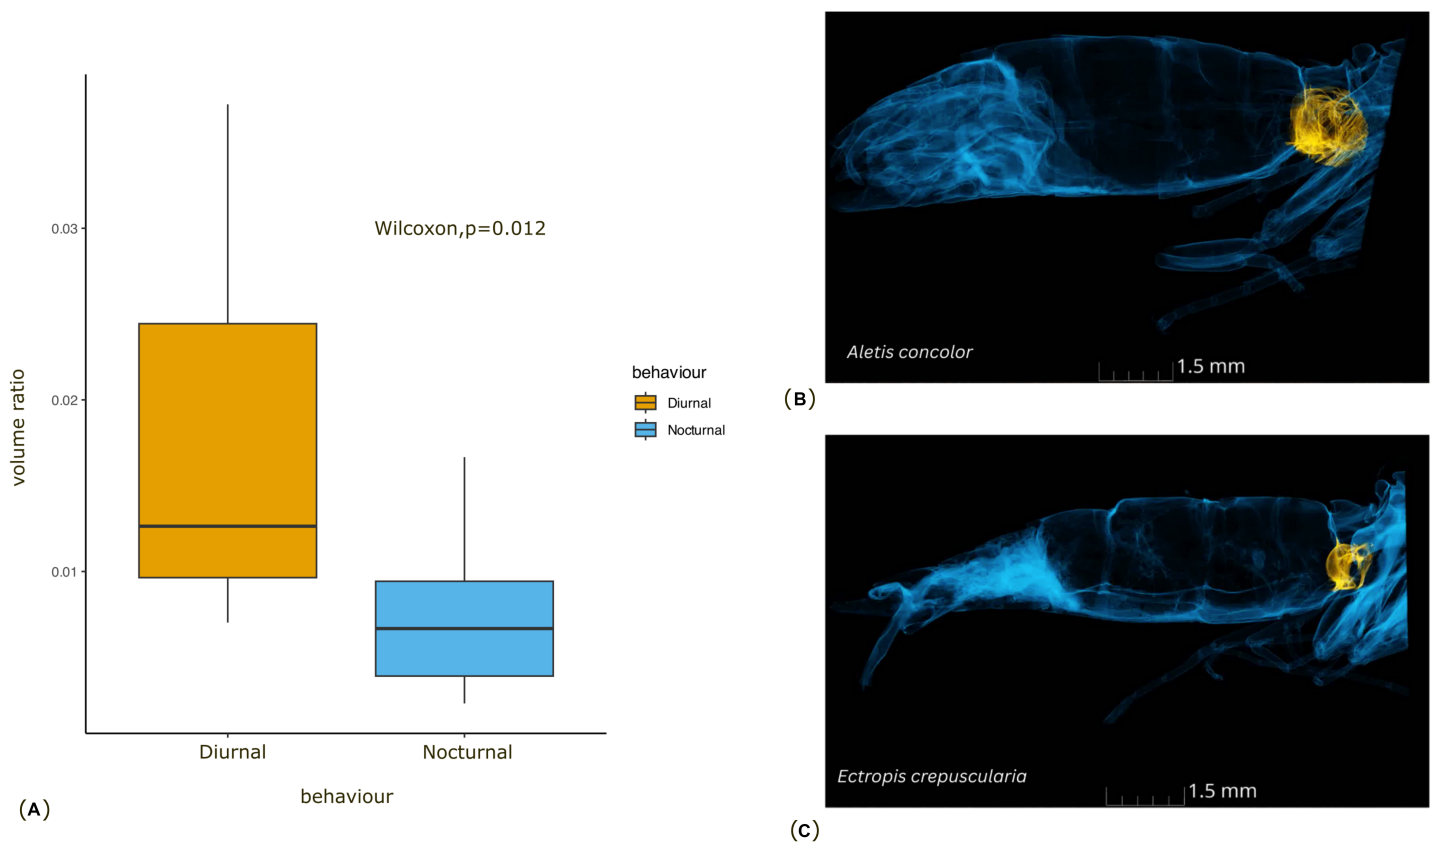 0.03
0.02
0.01
volume ratio
Wilcoxon,p=0.012
Diurnal
Nocturnal
behaviour
behaviour
Diurnal
Nocturnal
(A)
Aletis concolor
1.5 mm
(B)
Ectropis crepuscularia
1.5 mm
(C)